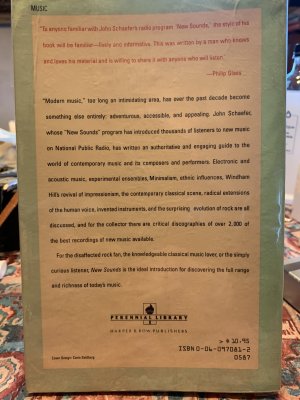 MUSIC
"To anyone familiar with John Schaefer's radio program 'New Sounds,' the style of his
book will be familiar—lively and informative. This was written by a man who knows
and loves his material and is willing to share it with anyone who will listen."
—Philip Glass
"Modern music," too long an intimidating area, has over the past decade become
something else entirely: adventurous, accessible, and appealing. John Schaefer,
whose "New Sounds" program has introduced thousands of listeners to new music
on National Public Radio, has written an authoritative and engaging guide to the
world of contemporary music and its composers and performers. Electronic and
acoustic music, experimental ensembles, Minimalism, ethnic influences, Windham
Hill's revival of impressionism, the contemporary classical scene, radical extensions
of the human voice, invented instruments, and the surprising evolution of rock are all
discussed, and for the collector there are critical discographies of over 2,000 of
the best recordings of new music available.
For the disaffected rock fan, the knowledgeable classical music lover, or the simply
curious listener, New Sounds is the ideal introduction for discovering the full range
and richness of today's music.
PERENNIAL LIBRARY
HARPER & ROW PUBLISHERS
Cover design: Carin Goldberg
>$10.95
ISBN 0-06-097081-2
0587